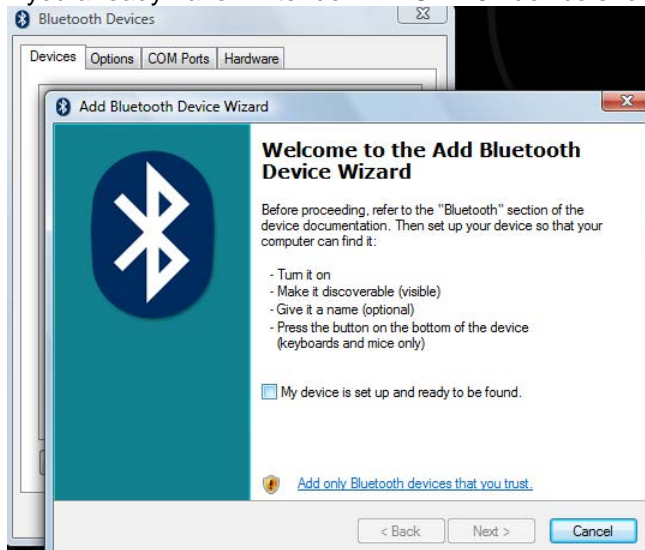 Bluetooth Devices
Devices Options COM Ports Hardware
Add Bluetooth Device Wizard
Welcome to the Add Bluetooth
Device Wizard
Before proceeding, refer to the "Bluetooth" section of the
device documentation. Then set up your device so that your
computer can find it:
- Turn it on
- Make it discoverable (visible)
- Give it a name (optional)
- Press the button on the bottom of the device
(keyboards and mice only)
My device is set up and ready to be found.
Add only Bluetooth devices that you trust.
< Back Next > Cancel